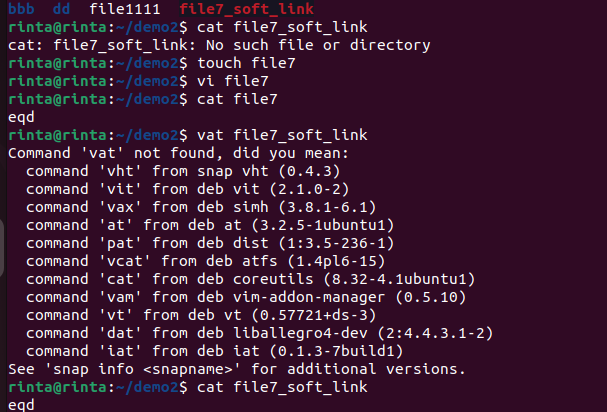 bbb dd file1111 file7_soft_link
rinta@rinta:~/demo2$ cat file7_soft_link
cat: file7_soft_link: No such file or directory
rinta@rinta:~/demo2$ touch file7
rinta@rinta:~/demo2$ vi file7
rinta@rinta:~/demo2$ cat file7
eqd
rinta@rinta:~/demo2$ vat file7_soft_link
Command 'vat' not found, did you mean:
  command 'vht' from snap vht (0.4.3)
  command 'vit' from deb vit (2.1.0-2)
  command 'vax' from deb simh (3.8.1-6.1)
  command 'at' from deb at (3.2.5-1ubuntu1)
  command 'pat' from deb dist (1:3.5-236-1)
  command 'vcat' from deb atfs (1.4pl6-15)
  command 'cat' from deb coreutils (8.32-4.1ubuntu1)
  command 'vam' from deb vim-addon-manager (0.5.10)
  command 'vt' from deb vt (0.57721+ds-3)
  command 'dat' from deb liballegro4-dev (2:4.4.3.1-2)
  command 'iat' from deb iat (0.1.3-7build1)
See 'snap info <snapname>' for additional versions.
rinta@rinta:~/demo2$ cat file7_soft_link
eqd